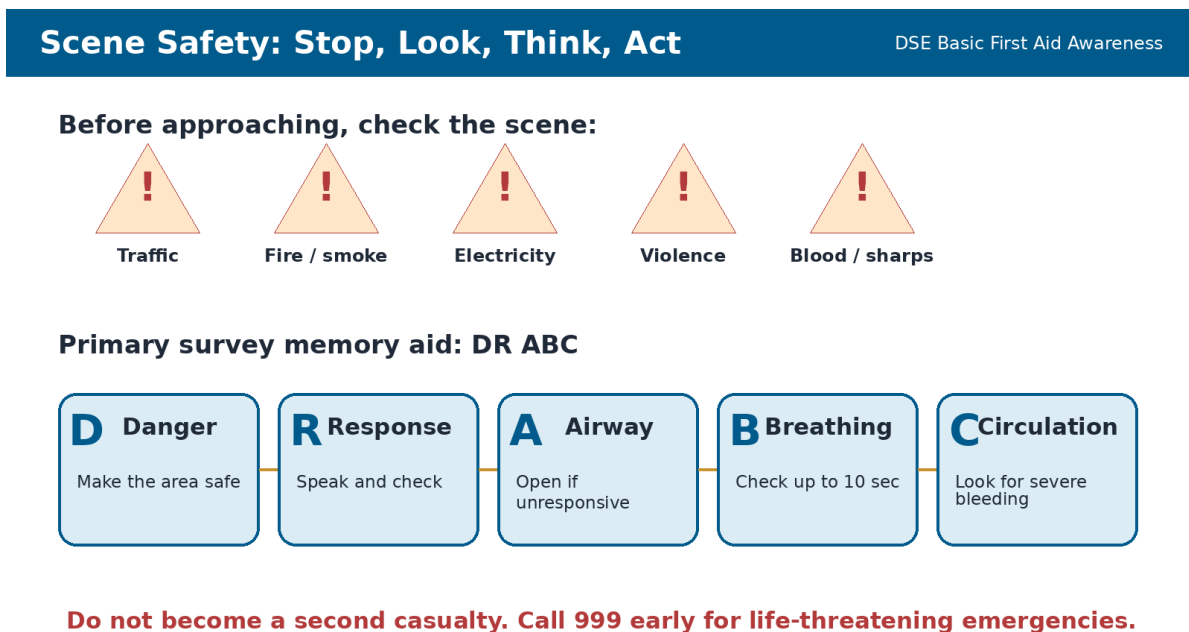 Scene Safety: Stop, Look, Think, Act
DSE Basic First Aid Awareness
Before approaching, check the scene:
!
!
!
!
!
Traffic
Fire / smoke
Electricity
Violence
Blood / sharps
Primary survey memory aid: DR ABC
D Danger
Make the area safe
R Response
Speak and check
A Airway
Open if
unresponsive
B Breathing
Check up to 10 sec
C Circulation
Look for severe
bleeding
Do not become a second casualty. Call 999 early for life-threatening emergencies.